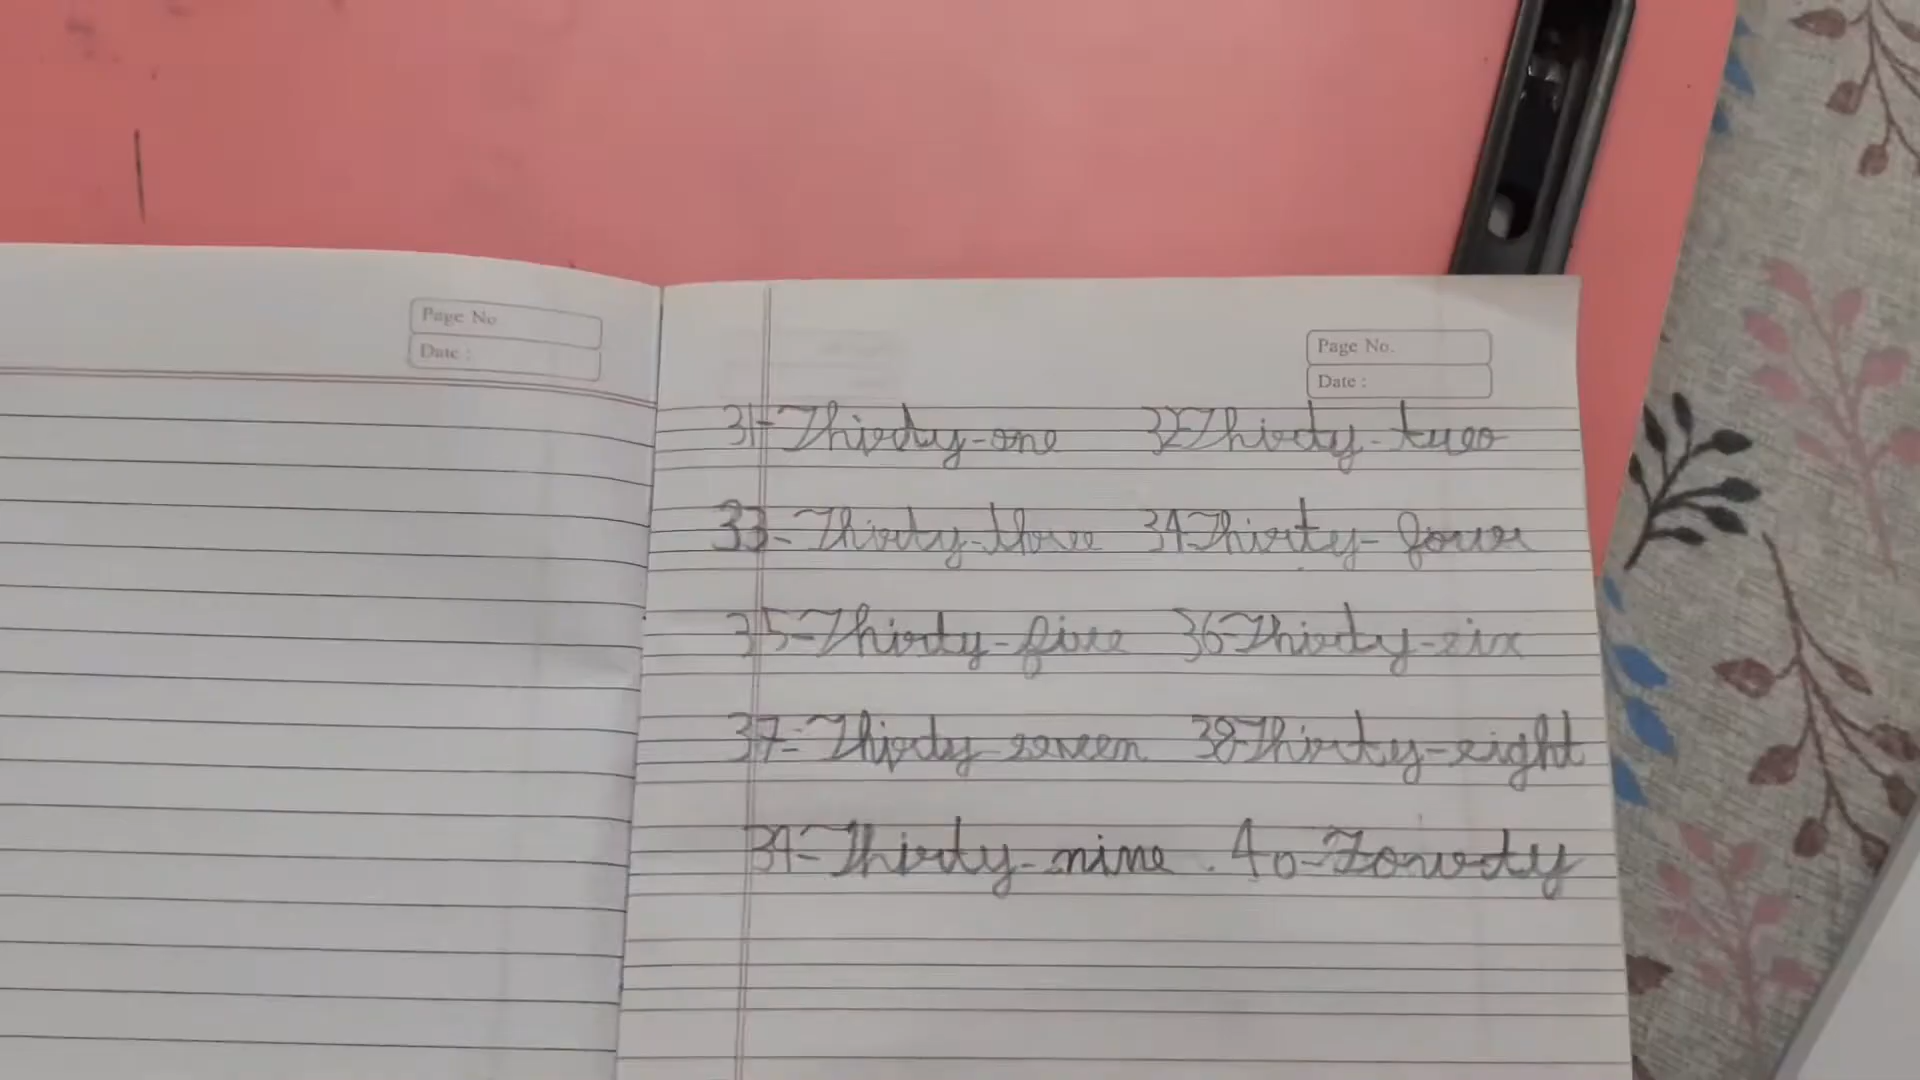 Page No
Date :
Page No.
Date :
31-Thirty-one 32-Thirty-two
33-Thirty-three 34-Thirty-four
35-Thirty-five 36-Thirty-six
37-Thirty-seven 38-Thirty-eight
39-Thirty-nine. 40-Fourty